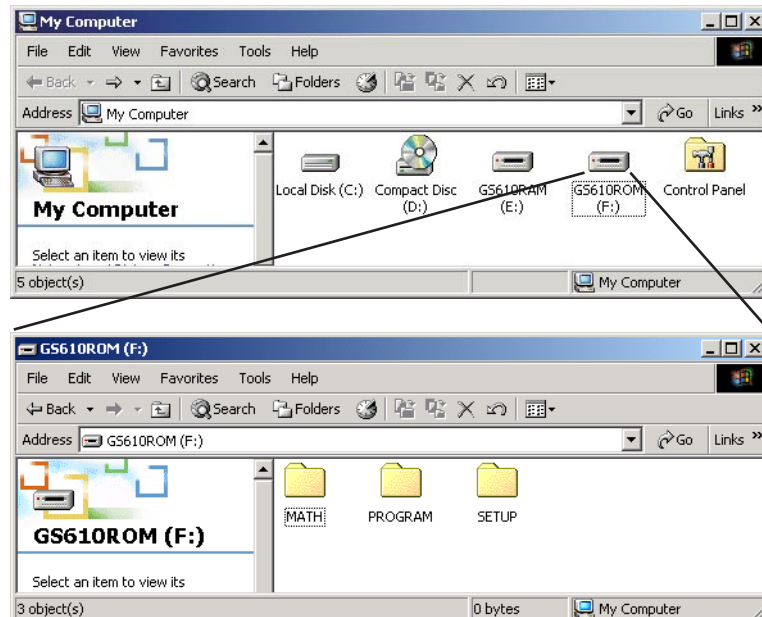 My Computer
File Edit View Favorites Tools Help
Back Search Folders
Address My Computer Go Links »
My Computer
Select an item to view its
Local Disk (C:) Compact Disc (D:) GS610RAM (E:) GS610ROM (F:) Control Panel
5 object(s) My Computer
GS610ROM (F:)
File Edit View Favorites Tools Help
Back Search Folders
Address GS610ROM (F:) Go Links »
GS610ROM (F:)
Select an item to view its
MATH PROGRAM SETUP
3 object(s) 0 bytes My Computer